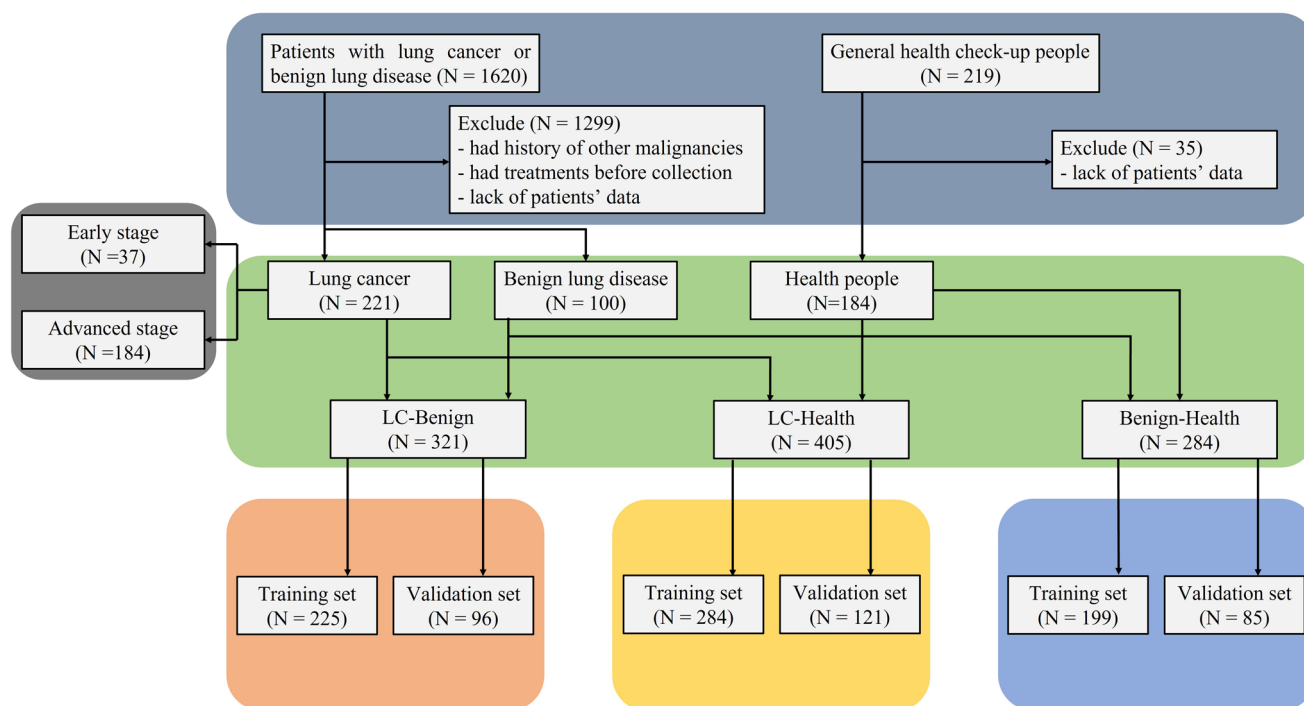 Patients with lung cancer or
benign lung disease (N = 1620)
General health check-up people
(N = 219)
Exclude (N = 1299)
- had history of other malignancies
- had treatments before collection
- lack of patients’ data
Exclude (N = 35)
- lack of patients’ data
Early stage
(N =37)
Advanced stage
(N =184)
Lung cancer
(N = 221)
Benign lung disease
(N = 100)
Health people
(N=184)
LC-Benign
(N = 321)
LC-Health
(N = 405)
Benign-Health
(N = 284)
Training set
(N = 225)
Validation set
(N = 96)
Training set
(N = 284)
Validation set
(N = 121)
Training set
(N = 199)
Validation set
(N = 85)